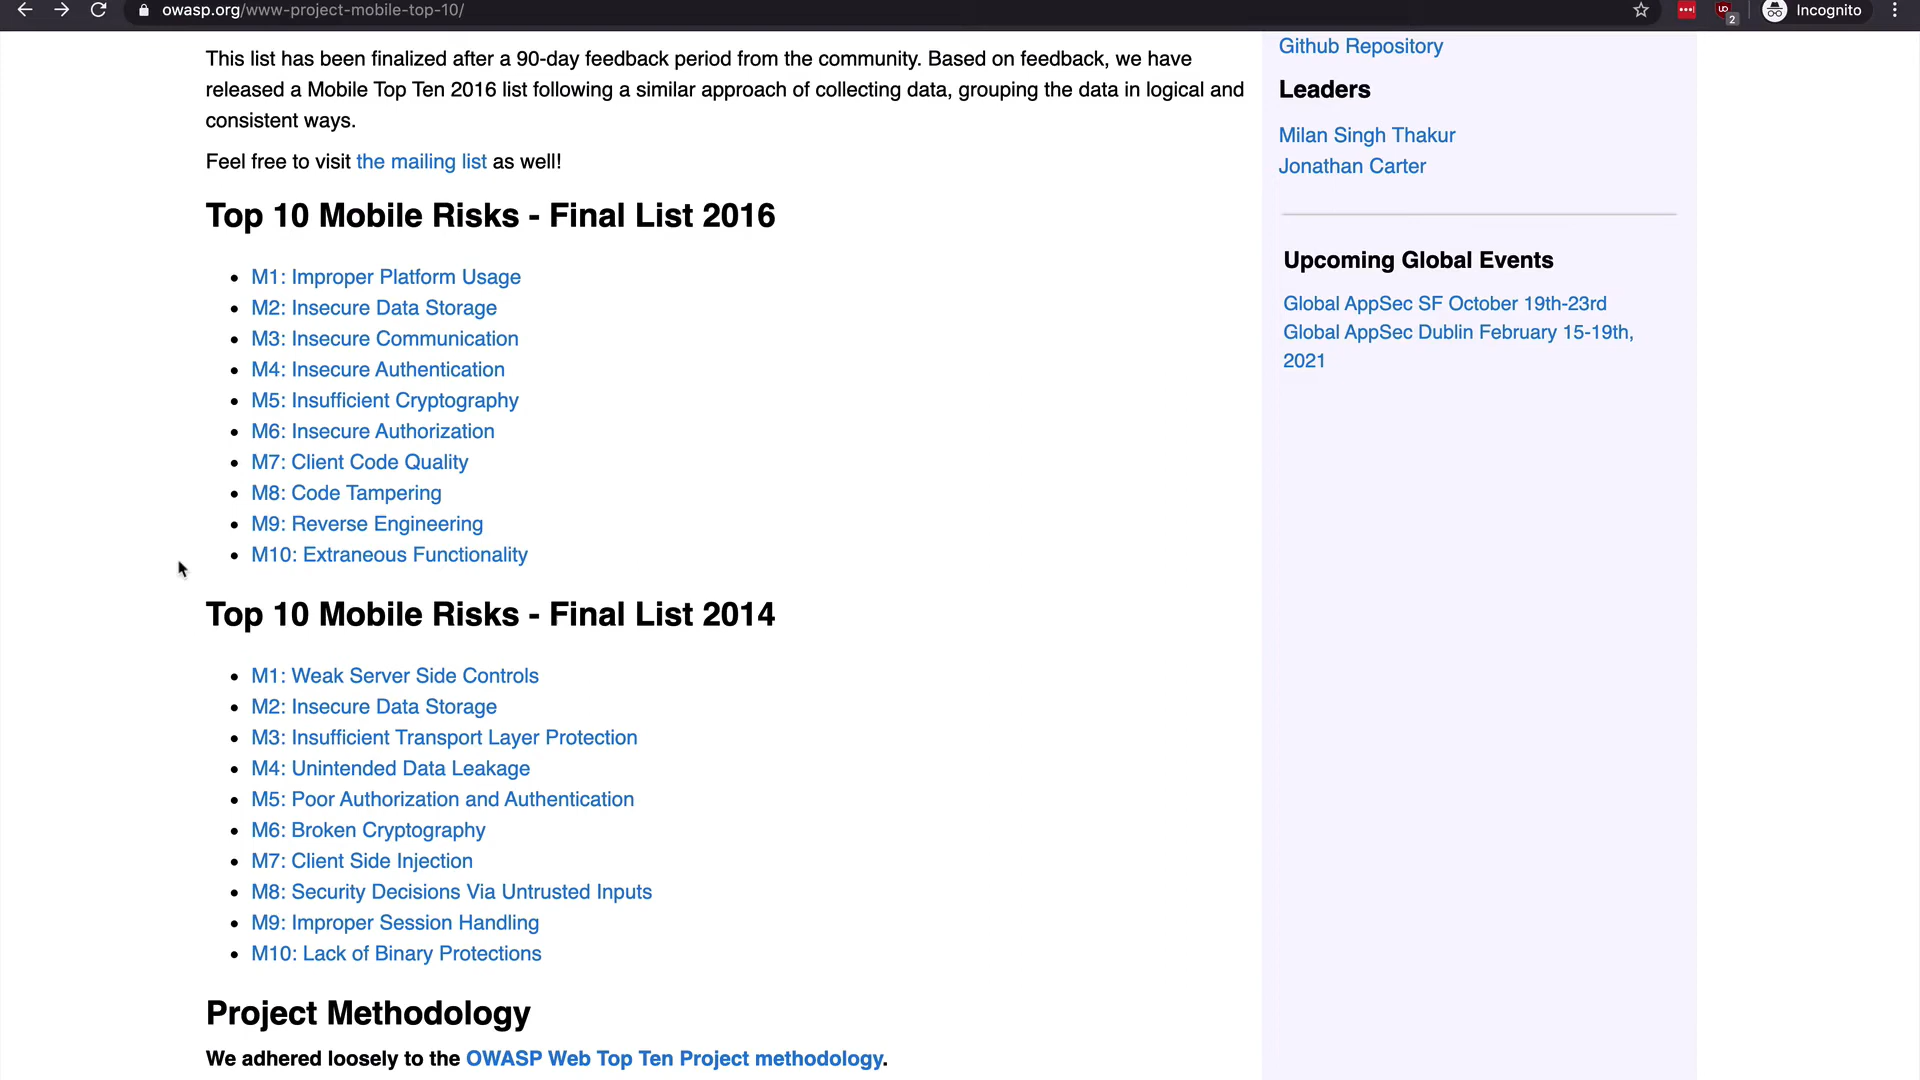 owasp.org/www-project-mobile-top-10/
2
Incognito
This list has been finalized after a 90-day feedback period from the community. Based on feedback, we have
released a Mobile Top Ten 2016 list following a similar approach of collecting data, grouping the data in logical and
consistent ways.
Feel free to visit the mailing list as well!
Top 10 Mobile Risks - Final List 2016
M1: Improper Platform Usage
M2: Insecure Data Storage
M3: Insecure Communication
M4: Insecure Authentication
M5: Insufficient Cryptography
M6: Insecure Authorization
M7: Client Code Quality
M8: Code Tampering
M9: Reverse Engineering
M10: Extraneous Functionality
Top 10 Mobile Risks - Final List 2014
M1: Weak Server Side Controls
M2: Insecure Data Storage
M3: Insufficient Transport Layer Protection
M4: Unintended Data Leakage
M5: Poor Authorization and Authentication
M6: Broken Cryptography
M7: Client Side Injection
M8: Security Decisions Via Untrusted Inputs
M9: Improper Session Handling
M10: Lack of Binary Protections
Project Methodology
We adhered loosely to the OWASP Web Top Ten Project methodology.
Github Repository
Leaders
Milan Singh Thakur
Jonathan Carter
Upcoming Global Events
Global AppSec SF October 19th-23rd
Global AppSec Dublin February 15-19th,
2021